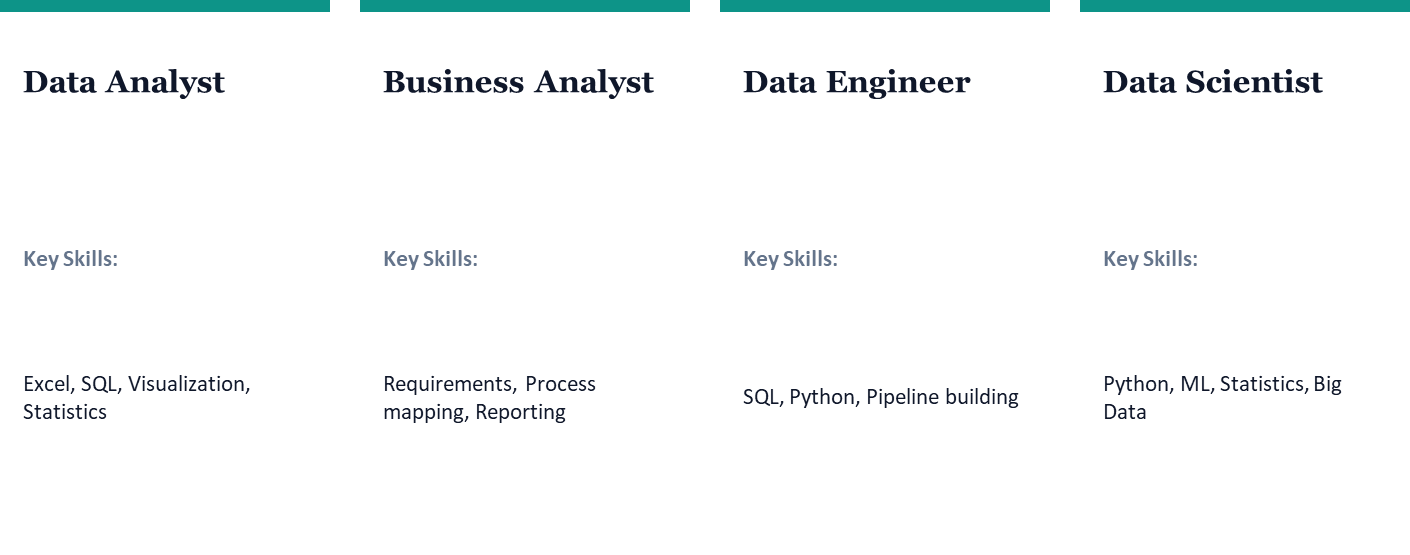 Data Analyst
Key Skills:
Excel, SQL, Visualization,
Statistics
Business Analyst
Key Skills:
Requirements, Process
mapping, Reporting
Data Engineer
Key Skills:
SQL, Python, Pipeline building
Data Scientist
Key Skills:
Python, ML, Statistics, Big
Data